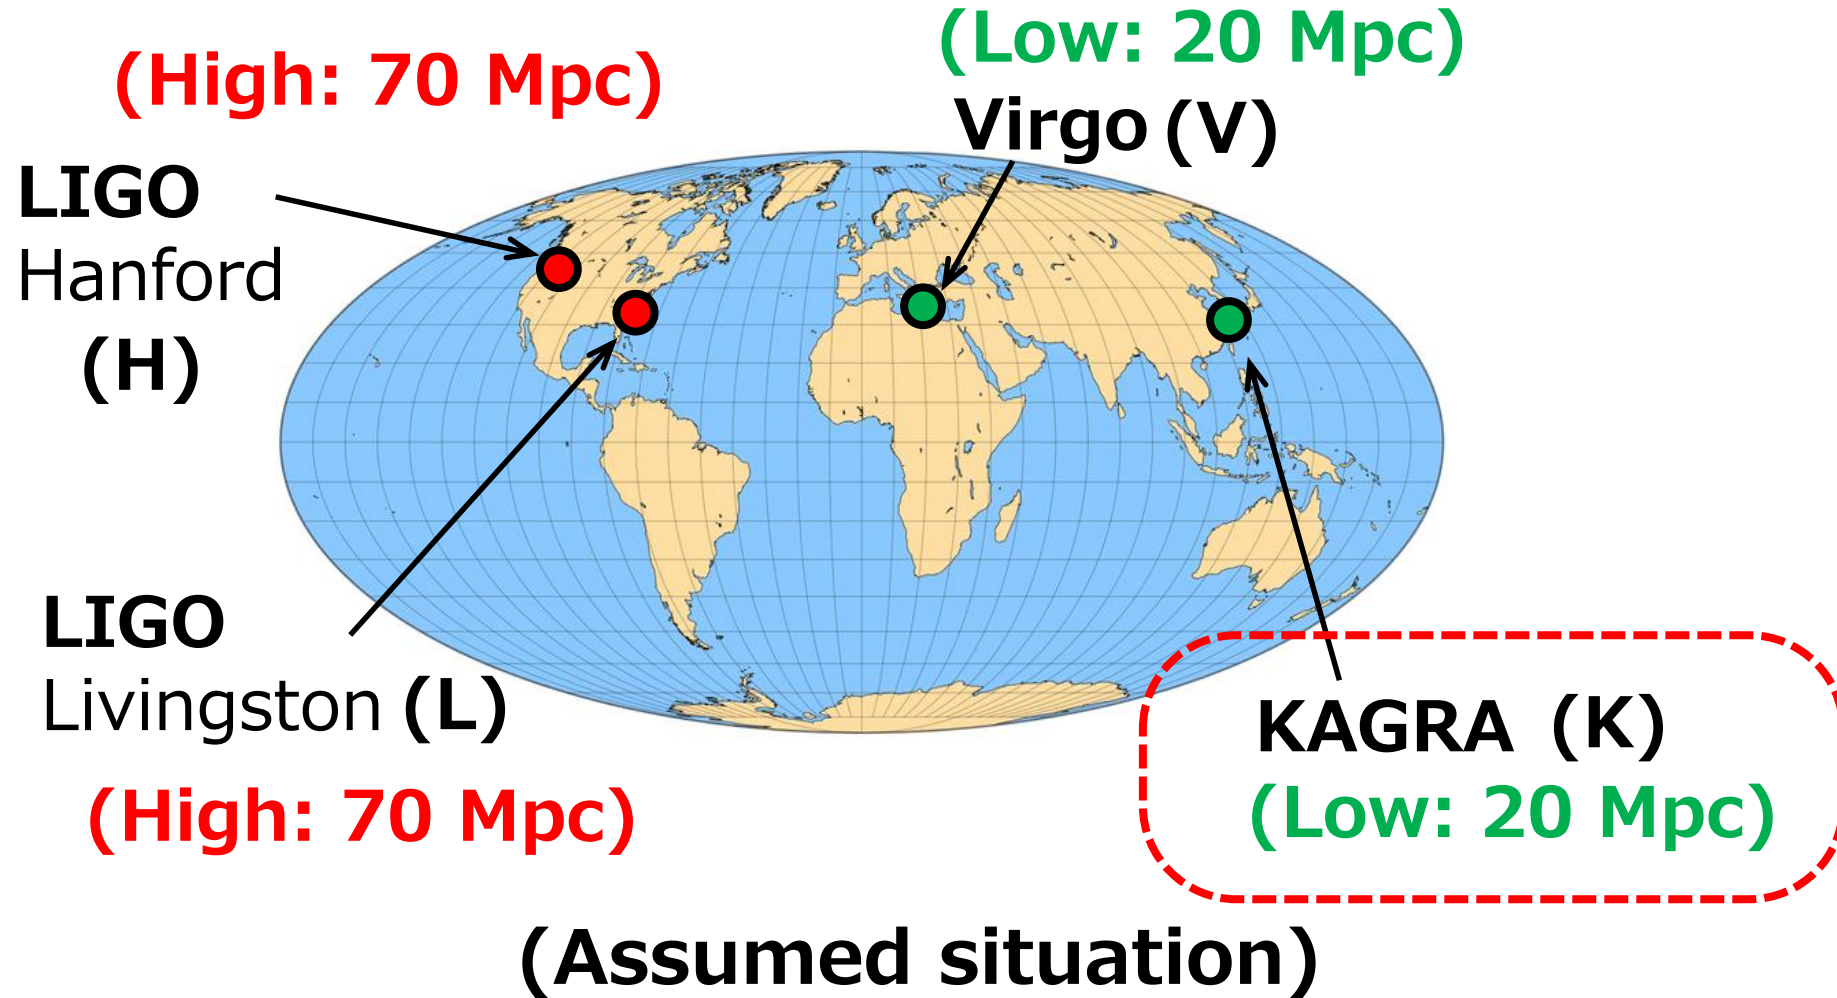 (High: 70 Mpc)
(Low: 20 Mpc)
Virgo (V)
LIGO
Hanford
(H)
LIGO
Livingston (L)
(High: 70 Mpc)
KAGRA (K)
(Low: 20 Mpc)
(Assumed situation)